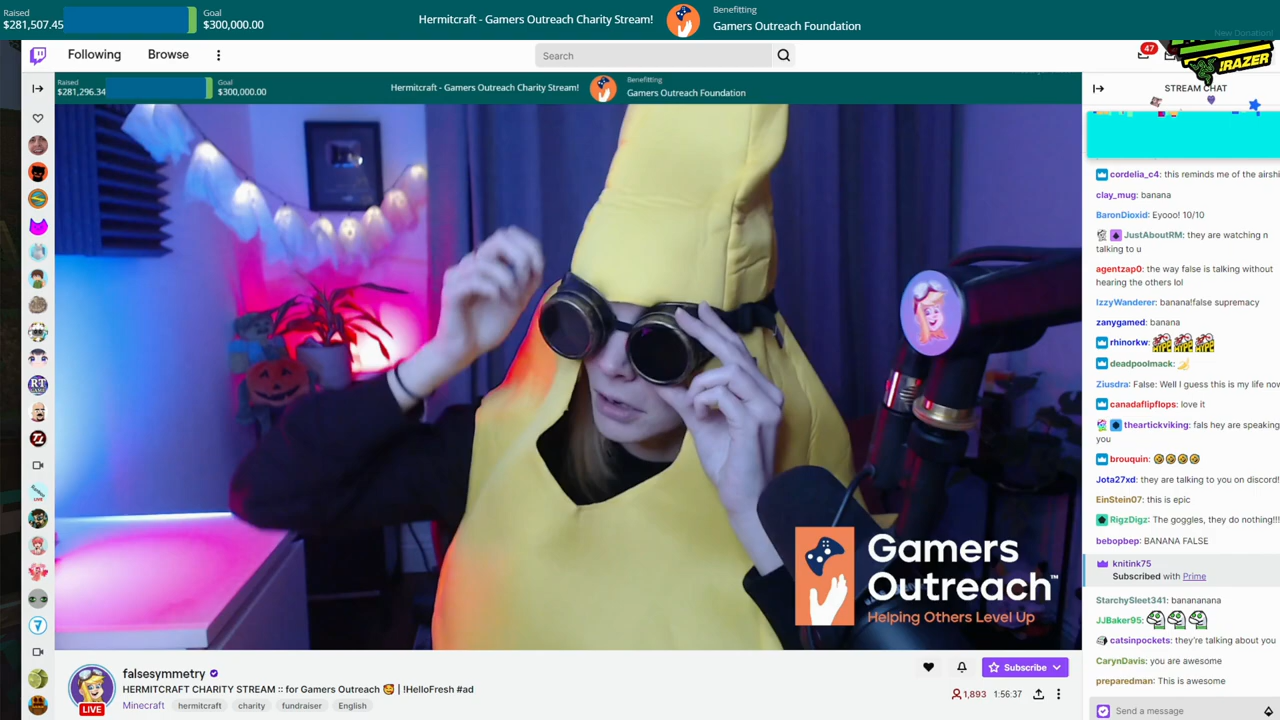 Raised
$281,507.45
Goal
$300,000.00
Hermitcraft - Gamers Outreach Charity Stream!
Benefitting
Gamers Outreach Foundation
New Donation!
Following
Browse
Search
47
!RAZER
Raised
$281,296.34
Goal
$300,000.00
Hermitcraft - Gamers Outreach Charity Stream!
Benefitting
Gamers Outreach Foundation
STREAM CHAT
cordelia_c4: this reminds me of the airshi
clay_mug: banana
BaronDioxid: Eyooo! 10/10
JustAboutRM: they are watching n
talking to u
agentzap0: the way false is talking without
hearing the others lol
IzzyWanderer: banana!false supremacy
zanygamed: banana
rhinorkw:
deadpoolmack:
Ziusdra: False: Well I guess this is my life now
canadaflipflops: love it
theartickviking: fals hey are speaking
you
brouquin:
Jota27xd: they are talking to you on discord!
EinStein07: this is epic
RigzDigz: The goggles, they do nothing!!!
bebopbep: BANANA FALSE
knitink75
Subscribed with Prime
StarchySleet341: banananana
JJBaker95:
catsinpockets: they're talking about you
CarynDavis: you are awesome
preparedman: This is awesome
Send a message
RT
LIVE
Gamers
Outreach™
Helping Others Level Up
falsesymmetry
HERMITCRAFT CHARITY STREAM :: for Gamers Outreach 🥰 | !HelloFresh #ad
LIVE
Minecraft
hermitcraft
charity
fundraiser
English
Subscribe
1,893
1:56:37